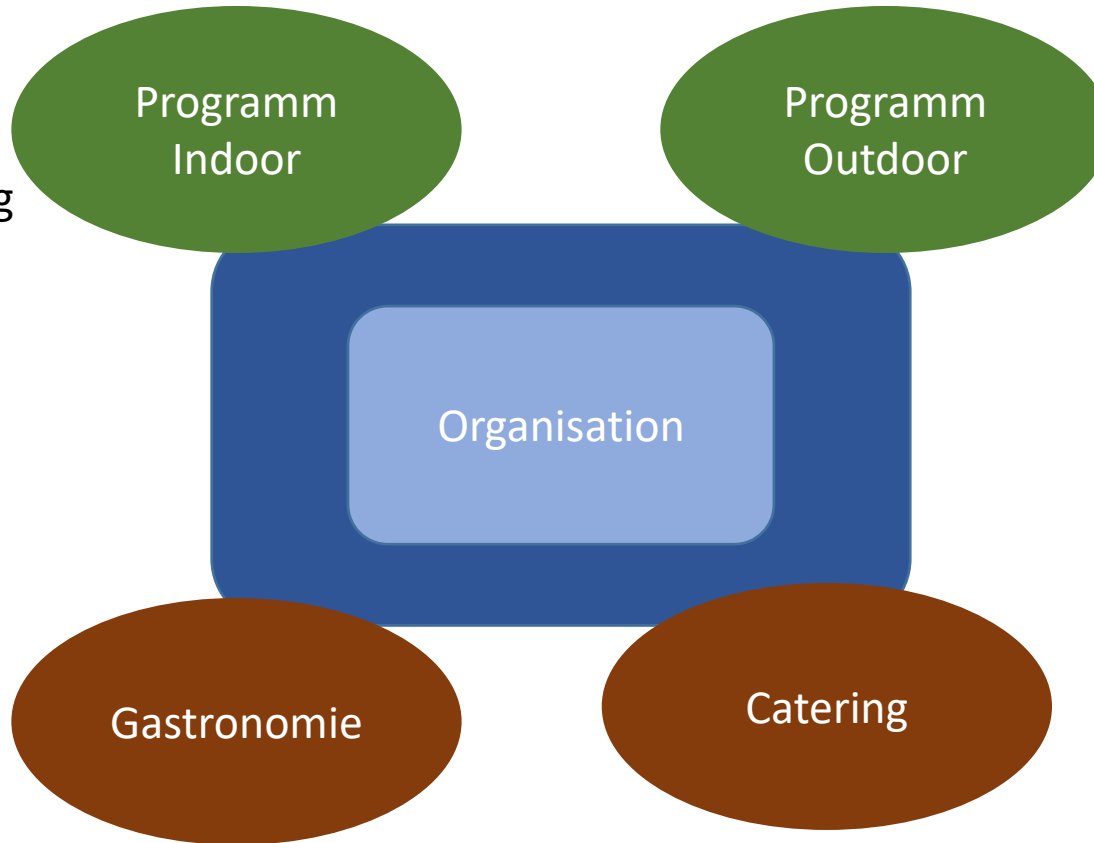 Programm
Indoor
Programm
Outdoor
g
Organisation
Gastronomie
Catering